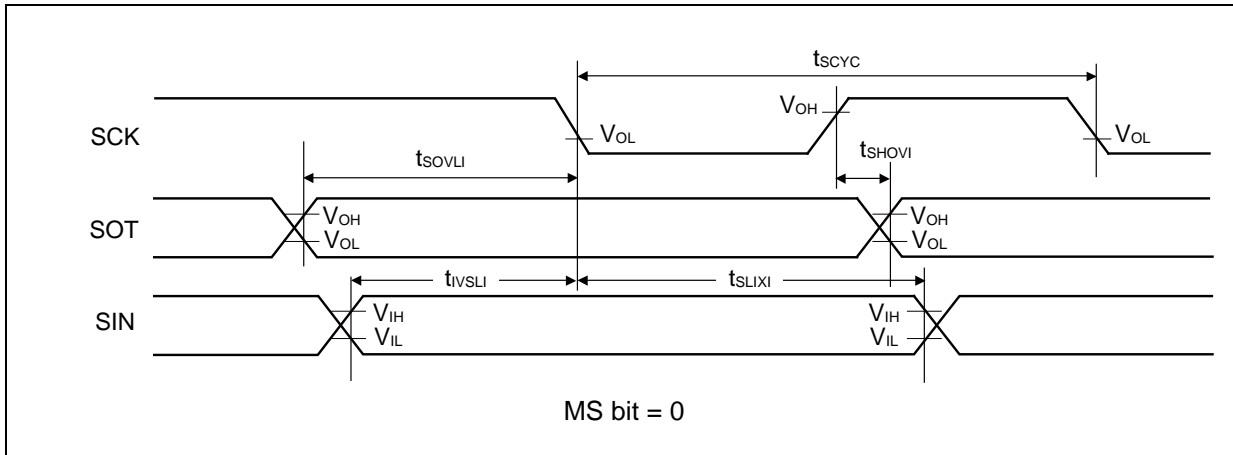 tSCYC
VOH
SCK
VOL
VOL
tSHOVI
tSOVLI
VOH
VOH
SOT
VOL
VOL
tIVSLI
tSLIXI
SIN
VIH
VIH
VIL
VIL
MS bit = 0